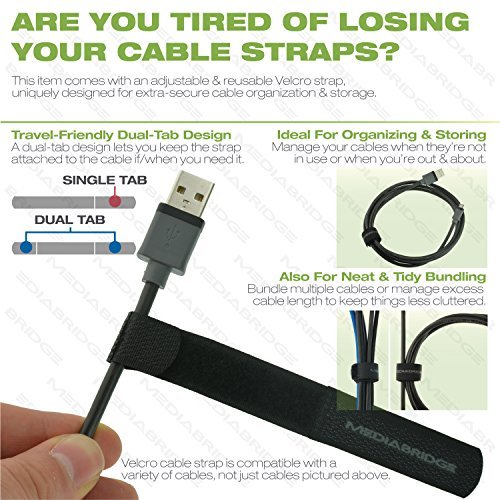 ARE YOU TIRED OF LOSING
YOUR CABLE STRAPS?
This item comes with an adjustable & reusable Velcro strap,
uniquely designed for extra-secure cable organization & storage.
Travel-Friendly Dual-Tab Design
A dual-tab design lets you keep the strap
attached to the cable if/when you need it.
SINGLE TAB
DUAL TAB
Ideal For Organizing & Storing
Manage your cables when they're not
in use or when you're out & about.
Also For Neat & Tidy Bundling
Bundle multiple cables or manage excess
cable length to keep things less cluttered.
MEDIABRIDGE
MEDIABRIDGE
Velcro cable strap is compatible with a
variety of cables, not just cables pictured above.